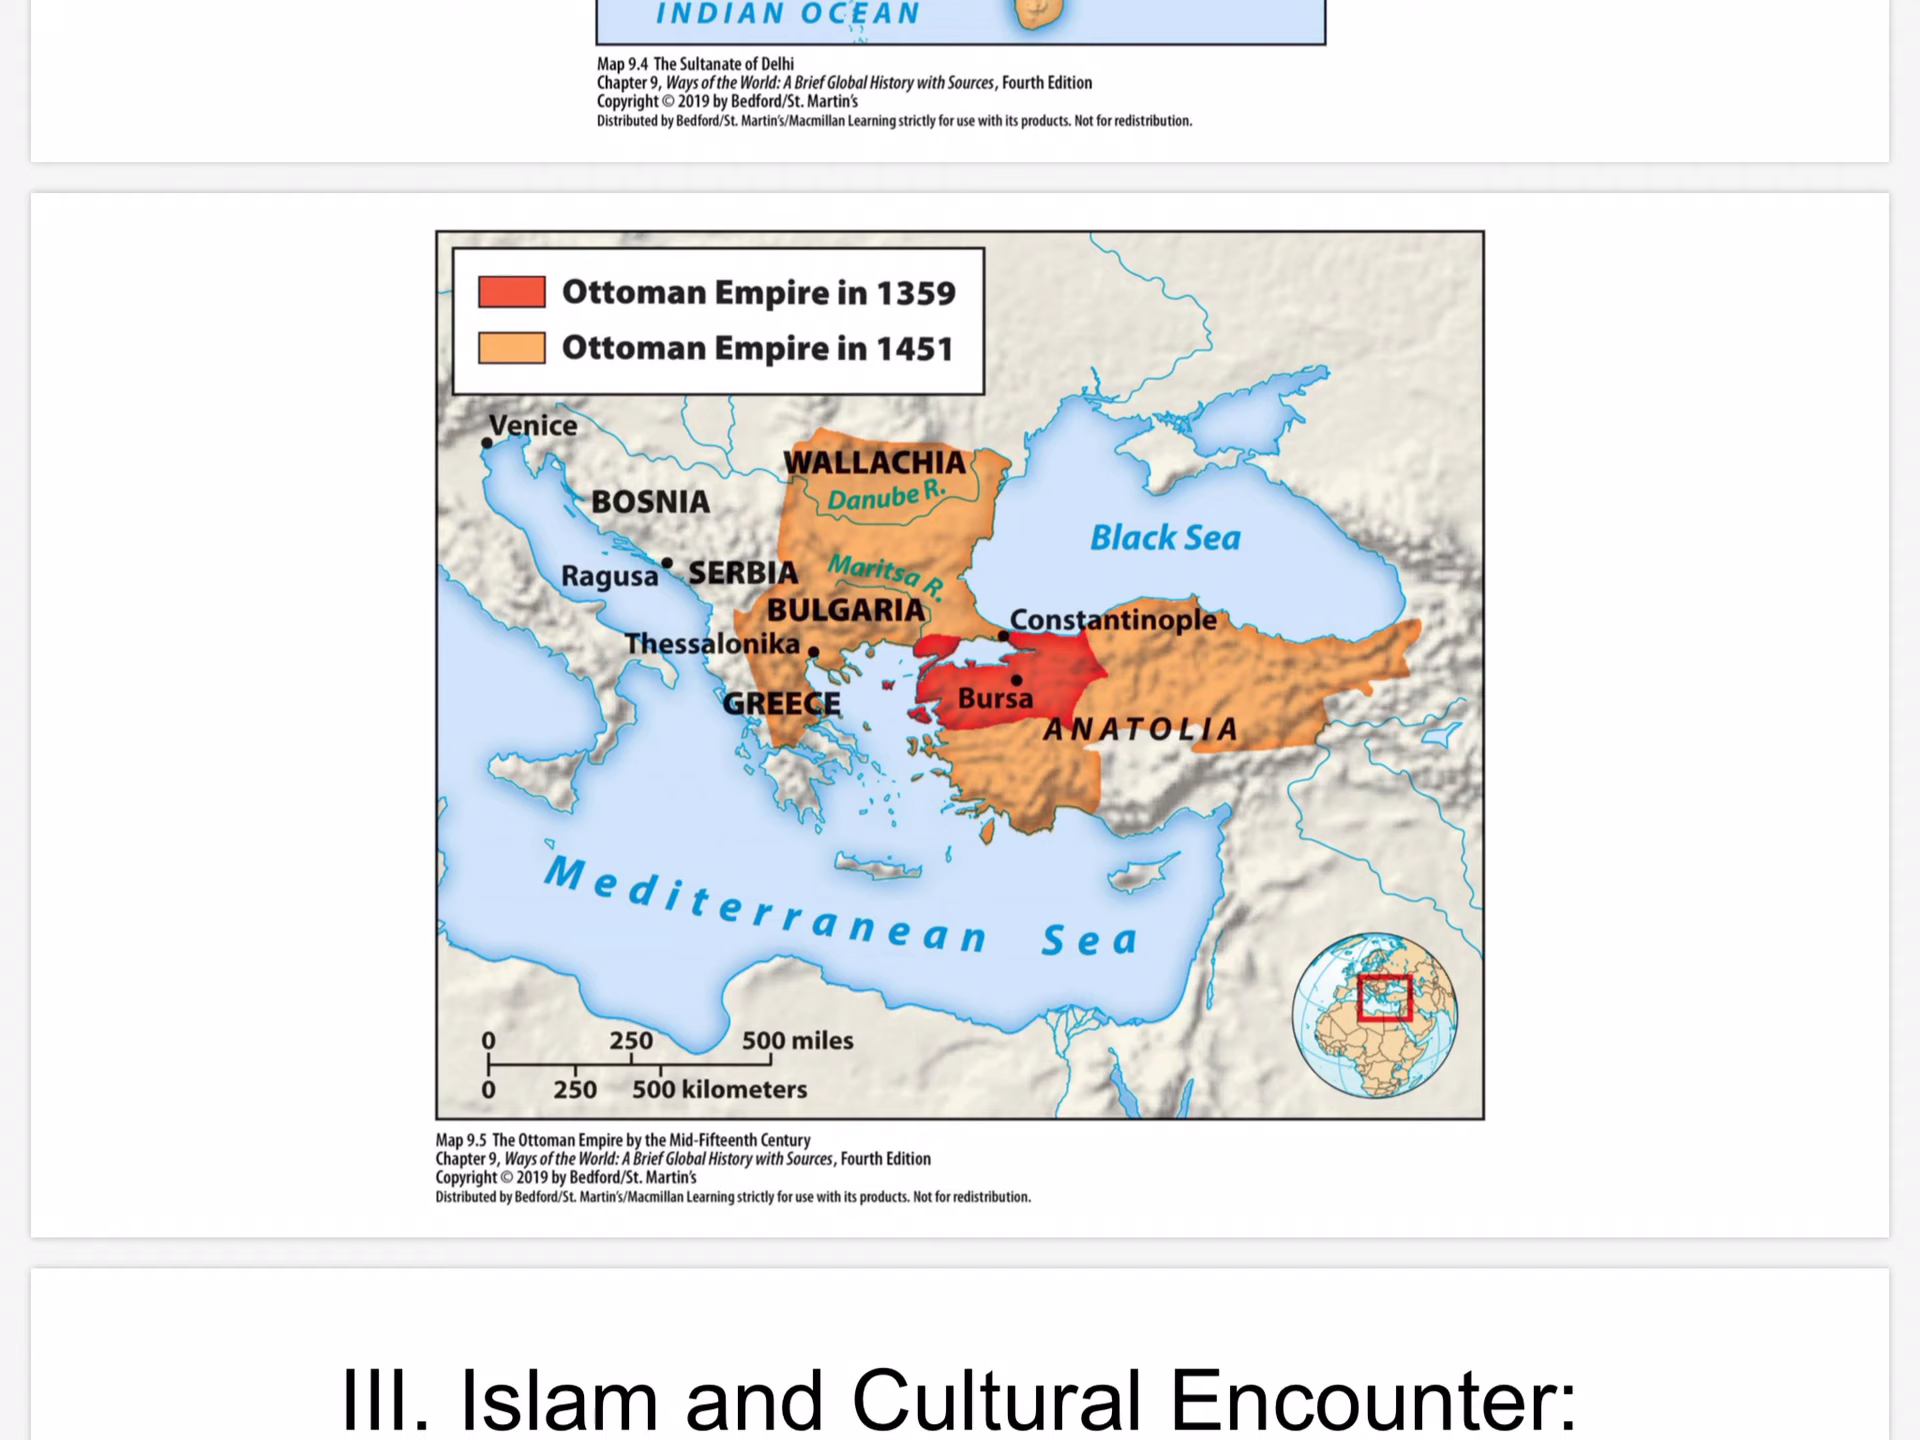 INDIAN OCEAN
Map 9.4 The Sultanate of Delhi
Chapter 9, Ways of the World: A Brief Global History with Sources, Fourth Edition
Copyright © 2019 by Bedford/St. Martin's
Distributed by Bedford/St. Martin's/Macmillan Learning strictly for use with its products. Not for redistribution.
Ottoman Empire in 1359
Ottoman Empire in 1451
Venice
WALLACHIA
Danube R.
BOSNIA
Black Sea
Ragusa
SERBIA
Maritsa R.
BULGARIA
Constantinople
Thessalonika
Bursa
GREECE
ANATOLIA
Mediterranean Sea
0 250 500 miles
0 250 500 kilometers
Map 9.5 The Ottoman Empire by the Mid-Fifteenth Century
Chapter 9, Ways of the World: A Brief Global History with Sources, Fourth Edition
Copyright © 2019 by Bedford/St. Martin's
Distributed by Bedford/St. Martin's/Macmillan Learning strictly for use with its products. Not for redistribution.
III. Islam and Cultural Encounter: